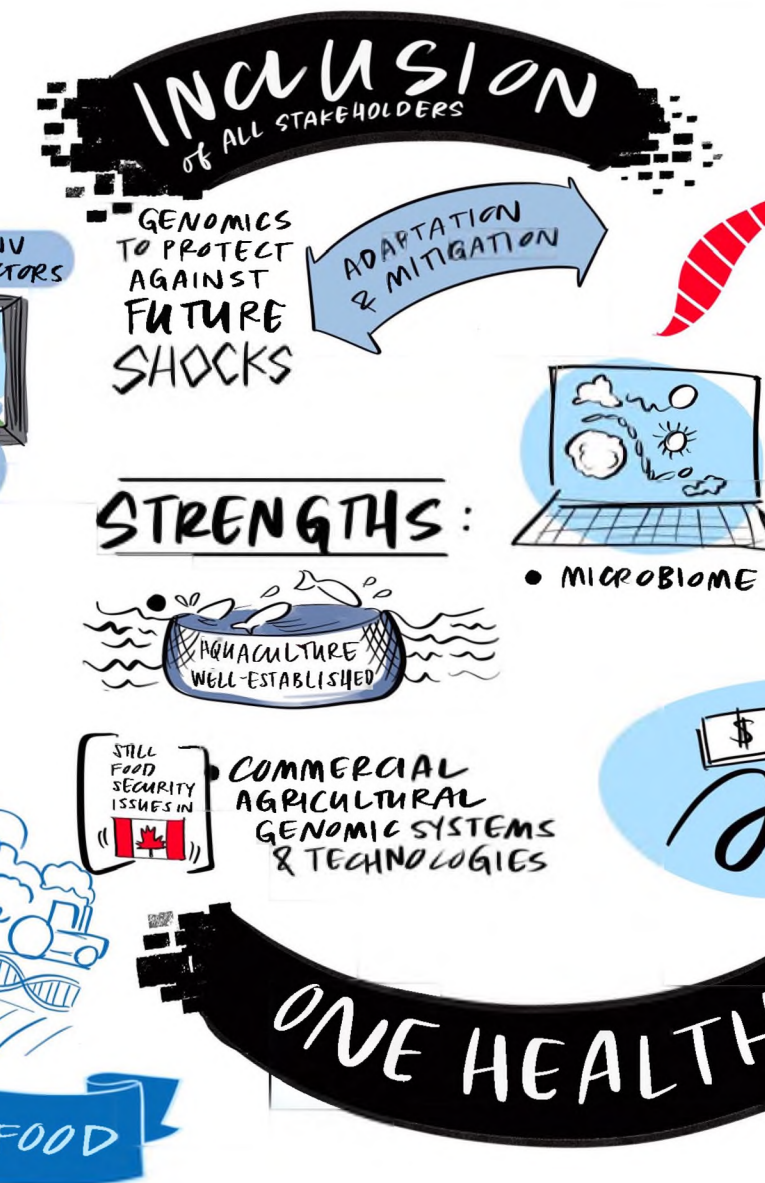 INCLUSION
of ALL STAKEHOLDERS
GENOMICS
TO PROTECT
AGAINST
FUTURE
SHOCKS
ADAPTATION
& MITIGATION
STRENGTHS:
• MICROBIOME
AQUACULTURE
WELL-ESTABLISHED
STILL
FOOD
SECURITY
ISSUES IN
• COMMERCIAL
AGRICULTURAL
GENOMIC SYSTEMS
& TECHNOLOGIES
$
ONE HEALTH
FOOD